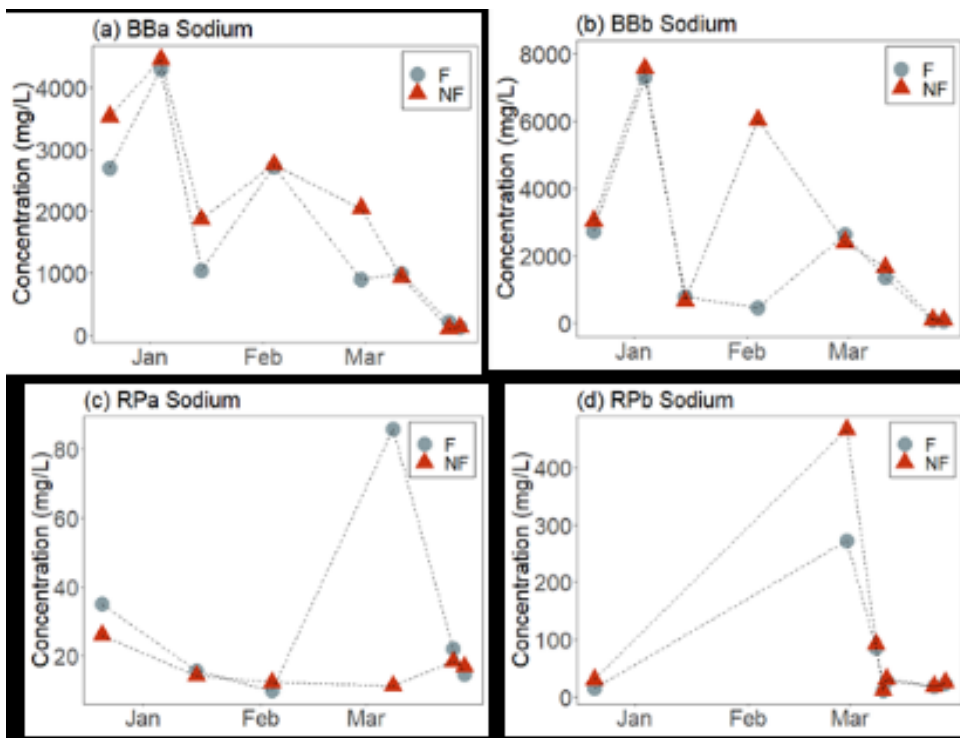 (a) BBa Sodium
Concentration (mg/L)
4000
3000
2000
1000
0
F
NF
Jan Feb Mar
(b) BBb Sodium
Concentration (mg/L)
8000
6000
4000
2000
0
F
NF
Jan Feb Mar
(c) RPa Sodium
Concentration (mg/L)
80
60
40
20
F
NF
Jan Feb Mar
(d) RPb Sodium
Concentration (mg/L)
400
300
200
100
0
F
NF
Jan Feb Mar